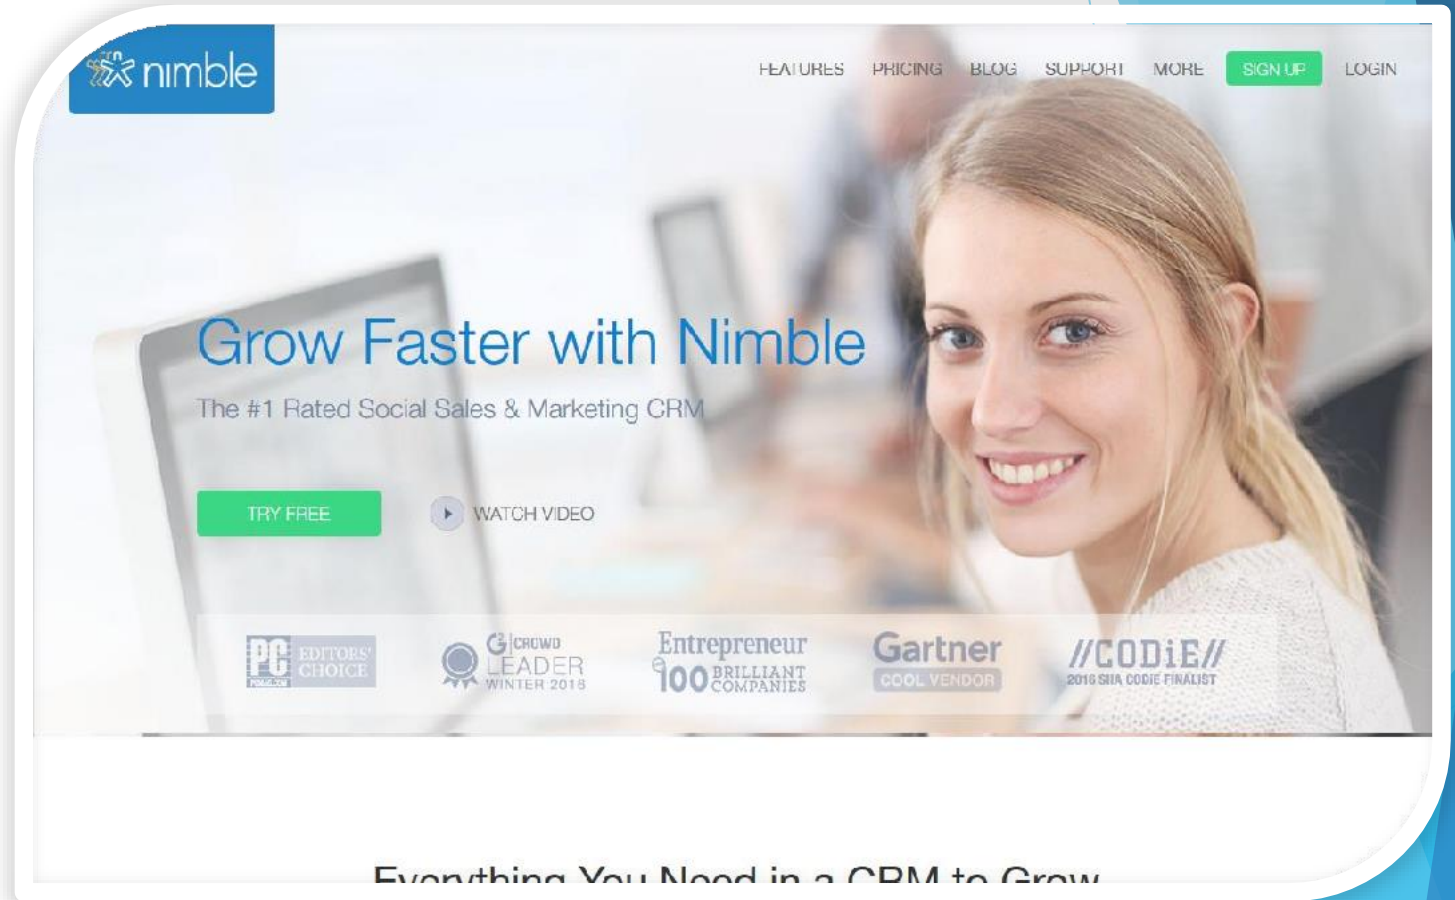 nimble
FEATURES PRICING BLOG SUPPORT MORE SIGN UP LOGIN
Grow Faster with Nimble
The #1 Rated Social Sales & Marketing CRM
TRY FREE
WATCH VIDEO
PC EDITORS' CHOICE
G2 CROWD
LEADER
WINTER 2016
Entrepreneur
100 BRILLIANT COMPANIES
Gartner
COOL VENDOR
//CODiE//
2016 SIIA CODIE FINALIST
Everything You Need in a CRM to Grow